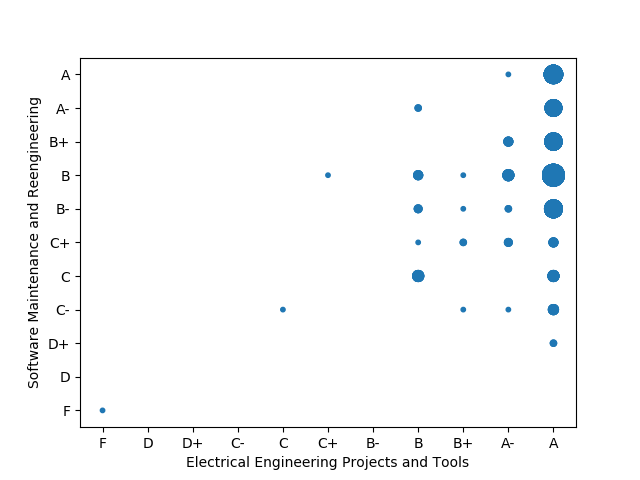 Software Maintenance and Reengineering
A
A-
B+
B
B-
C+
C
C-
D+
D
F
F D D+ C- C C+ B- B B+ A- A
Electrical Engineering Projects and Tools